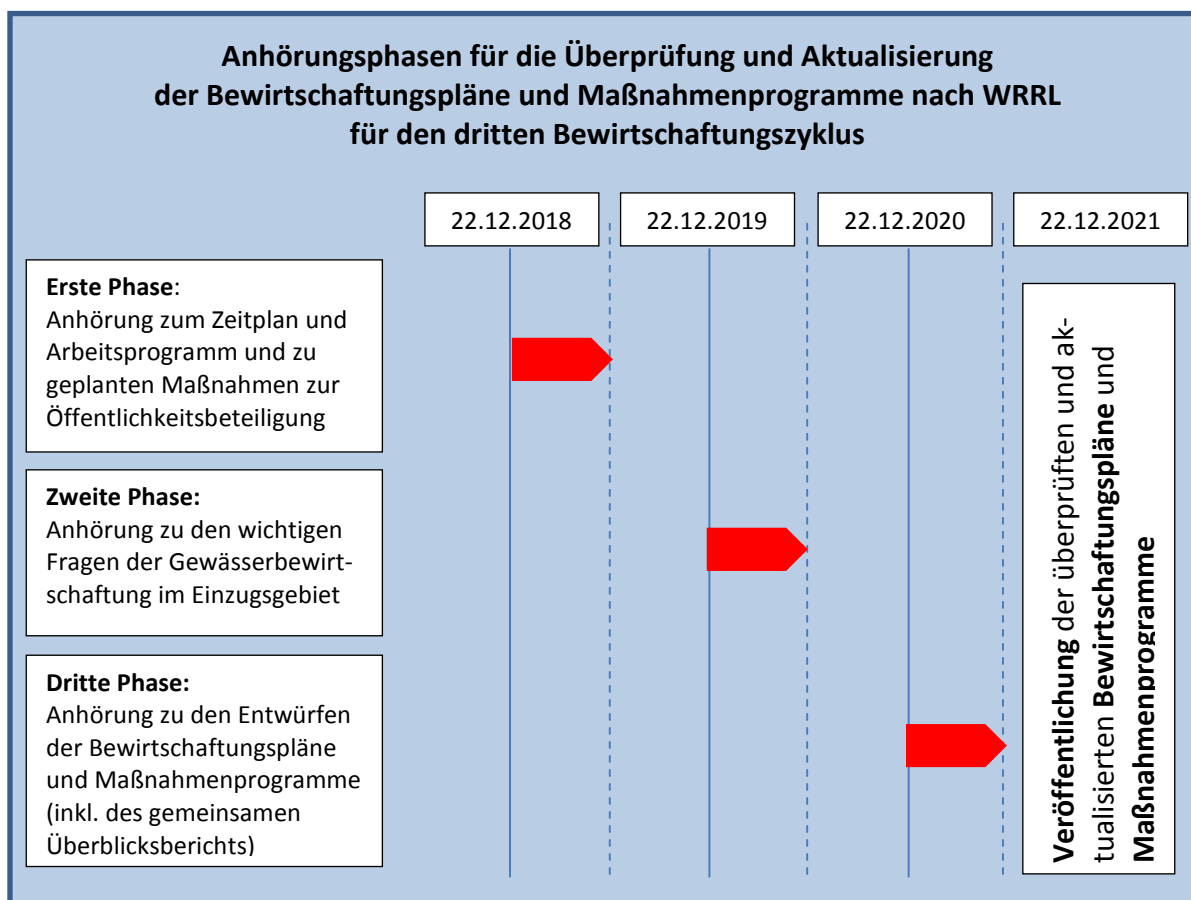 Anhörungsphasen für die Überprüfung und Aktualisierung
der Bewirtschaftungspläne und Maßnahmenprogramme nach WRRL
für den dritten Bewirtschaftungszyklus
22.12.2018
22.12.2019
22.12.2020
22.12.2021
Erste Phase:
Anhörung zum Zeitplan und
Arbeitsprogramm und zu
geplanten Maßnahmen zur
Öffentlichkeitsbeteiligung
Zweite Phase:
Anhörung zu den wichtigen
Fragen der Gewässerbewirt-
schaftung im Einzugsgebiet
Dritte Phase:
Anhörung zu den Entwürfen
der Bewirtschaftungspläne
und Maßnahmenprogramme
(inkl. des gemeinsamen
Überblicksberichts)
Veröffentlichung der überprüften und ak-
tualisierten Bewirtschaftungspläne und
Maßnahmenprogramme